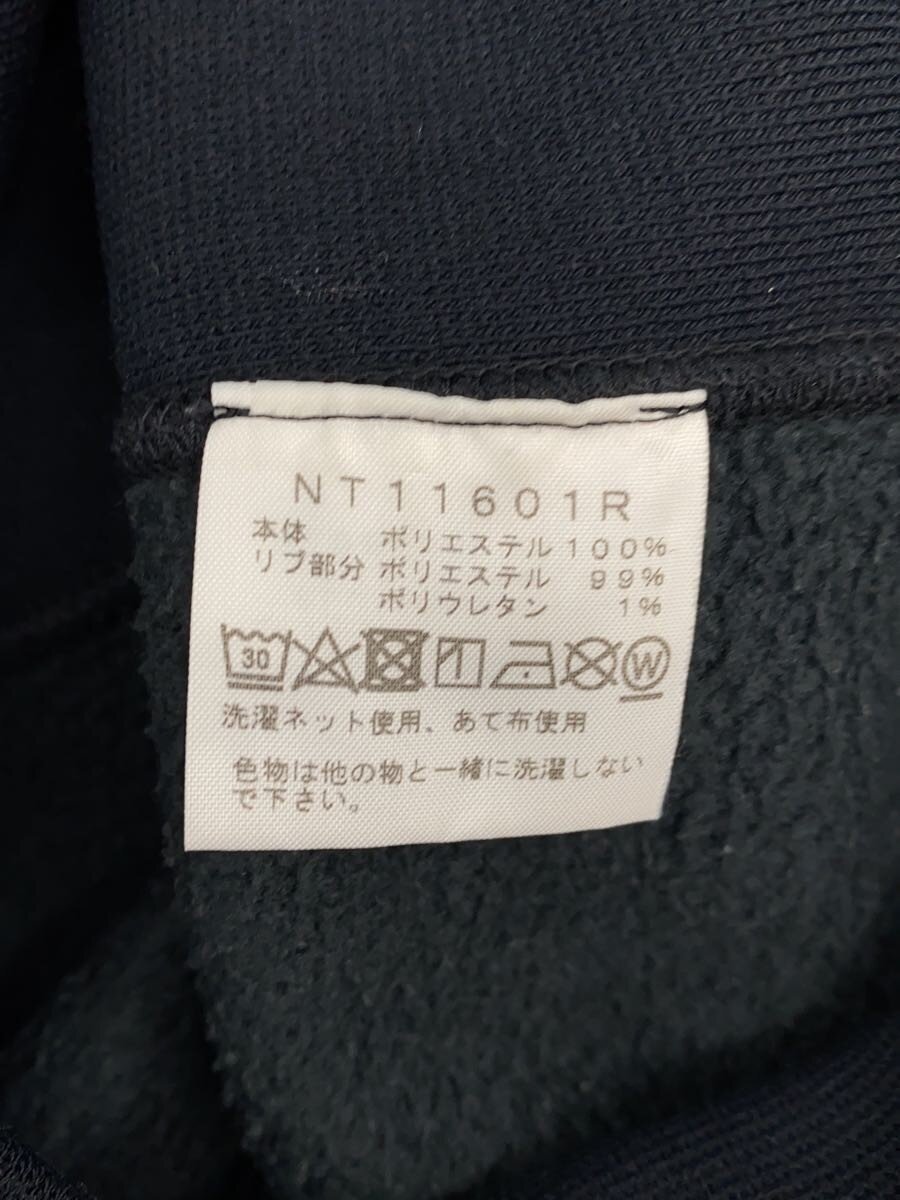 NT11601R
本体 ポリエステル 100%
リブ部分 ポリエステル 99%
ポリウレタン 1%
30 W
洗濯ネット使用、あて布使用
色物は他の物と一緒に洗濯しない
で下さい。